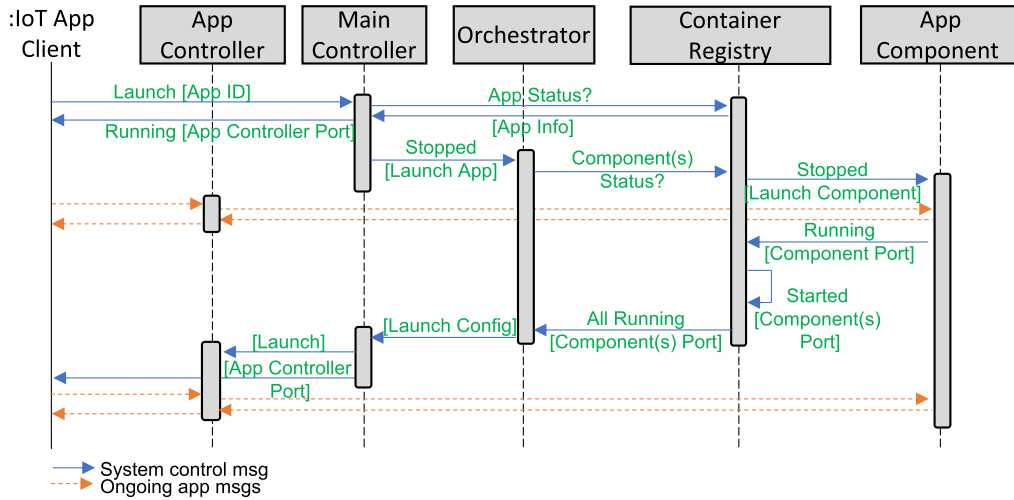 :IoT App
Client
App
Controller
Main
Controller
Orchestrator
Container
Registry
App
Component
Launch [App ID]
App Status?
Running [App Controller Port]
[App Info]
Stopped
[Launch App]
Component(s)
Status?
Stopped
[Launch Component]
Running
[Component Port]
Started
[Component(s)
Port]
All Running
[Component(s) Port]
[Launch Config]
[Launch]
[App Controller
Port]
System control msg
Ongoing app msgs